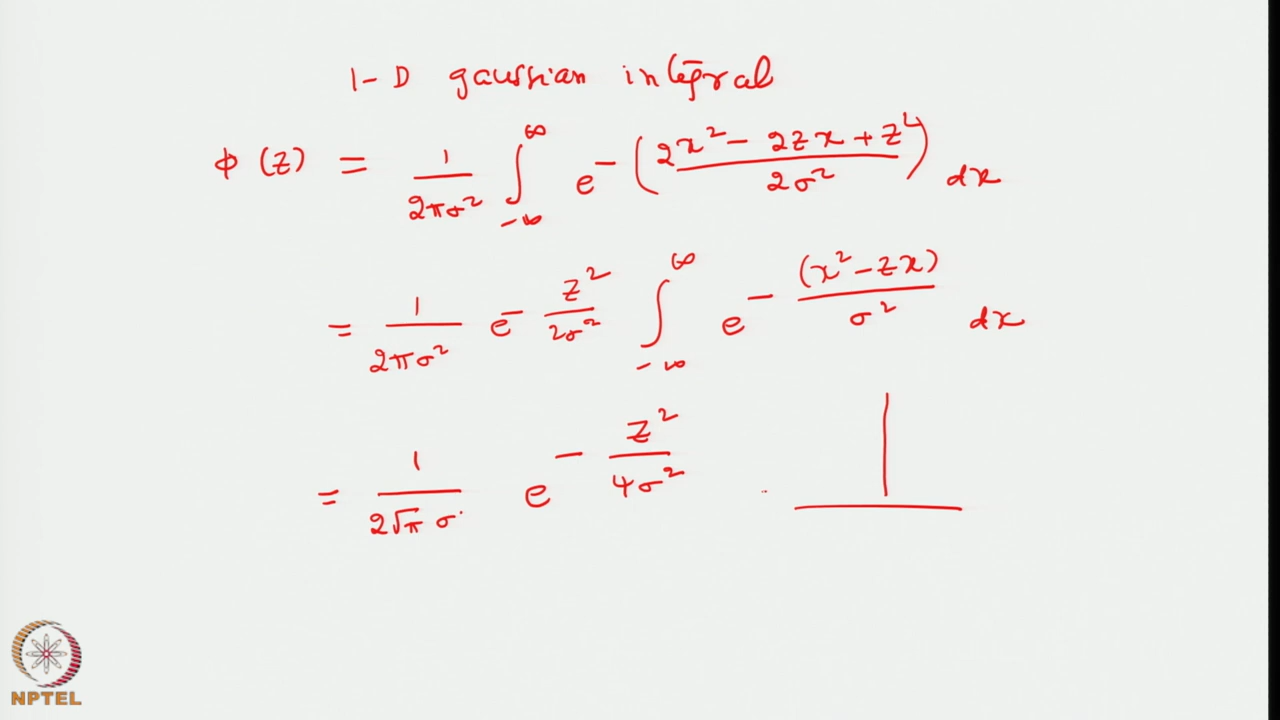 1-D gaussian integral
φ(z) = 1/2πσ² ∫_{-∞}^{∞} e^{-(2x² - 2zx + z²)/2σ²} dx
= 1/2πσ² e^{-z²/2σ²} ∫_{-∞}^{∞} e^{-(x² - zx)/σ²} dx
= 1/2√π σ e^{-z²/4σ²}
NPTEL